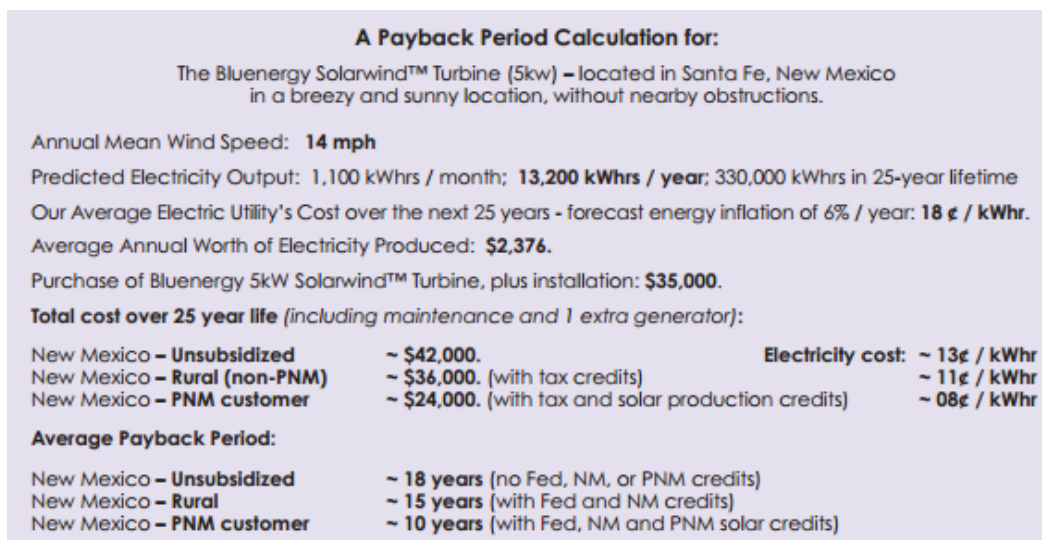 A Payback Period Calculation for:
The Bluenergy Solarwind™ Turbine (5kw) – located in Santa Fe, New Mexico
in a breezy and sunny location, without nearby obstructions.
Annual Mean Wind Speed: 14 mph
Predicted Electricity Output: 1,100 kWhrs / month; 13,200 kWhrs / year; 330,000 kWhrs in 25-year lifetime
Our Average Electric Utility's Cost over the next 25 years - forecast energy inflation of 6% / year: 18 ¢ / kWhr.
Average Annual Worth of Electricity Produced: $2,376.
Purchase of Bluenergy 5kW Solarwind™ Turbine, plus installation: $35,000.
Total cost over 25 year life (including maintenance and 1 extra generator):
New Mexico – Unsubsidized ~ $42,000. Electricity cost: ~ 13¢ / kWhr
New Mexico – Rural (non-PNM) ~ $36,000. (with tax credits) ~ 11¢ / kWhr
New Mexico – PNM customer ~ $24,000. (with tax and solar production credits) ~ 08¢ / kWhr
Average Payback Period:
New Mexico – Unsubsidized ~ 18 years (no Fed, NM, or PNM credits)
New Mexico – Rural ~ 15 years (with Fed and NM credits)
New Mexico – PNM customer ~ 10 years (with Fed, NM and PNM solar credits)